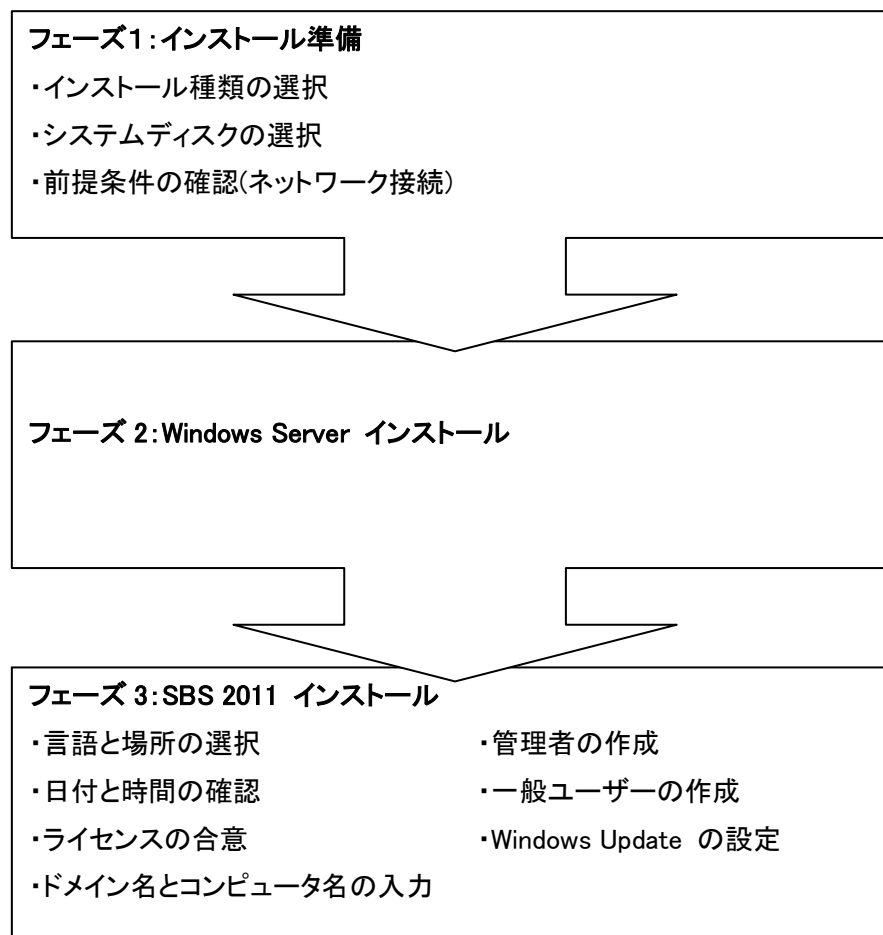 フェーズ1：インストール準備
・インストール種類の選択
・システムディスクの選択
・前提条件の確認(ネットワーク接続)
フェーズ 2：Windows Server インストール
フェーズ 3：SBS 2011 インストール
・言語と場所の選択
・日付と時間の確認
・ライセンスの合意
・ドメイン名とコンピュータ名の入力
・管理者の作成
・一般ユーザーの作成
・Windows Update の設定